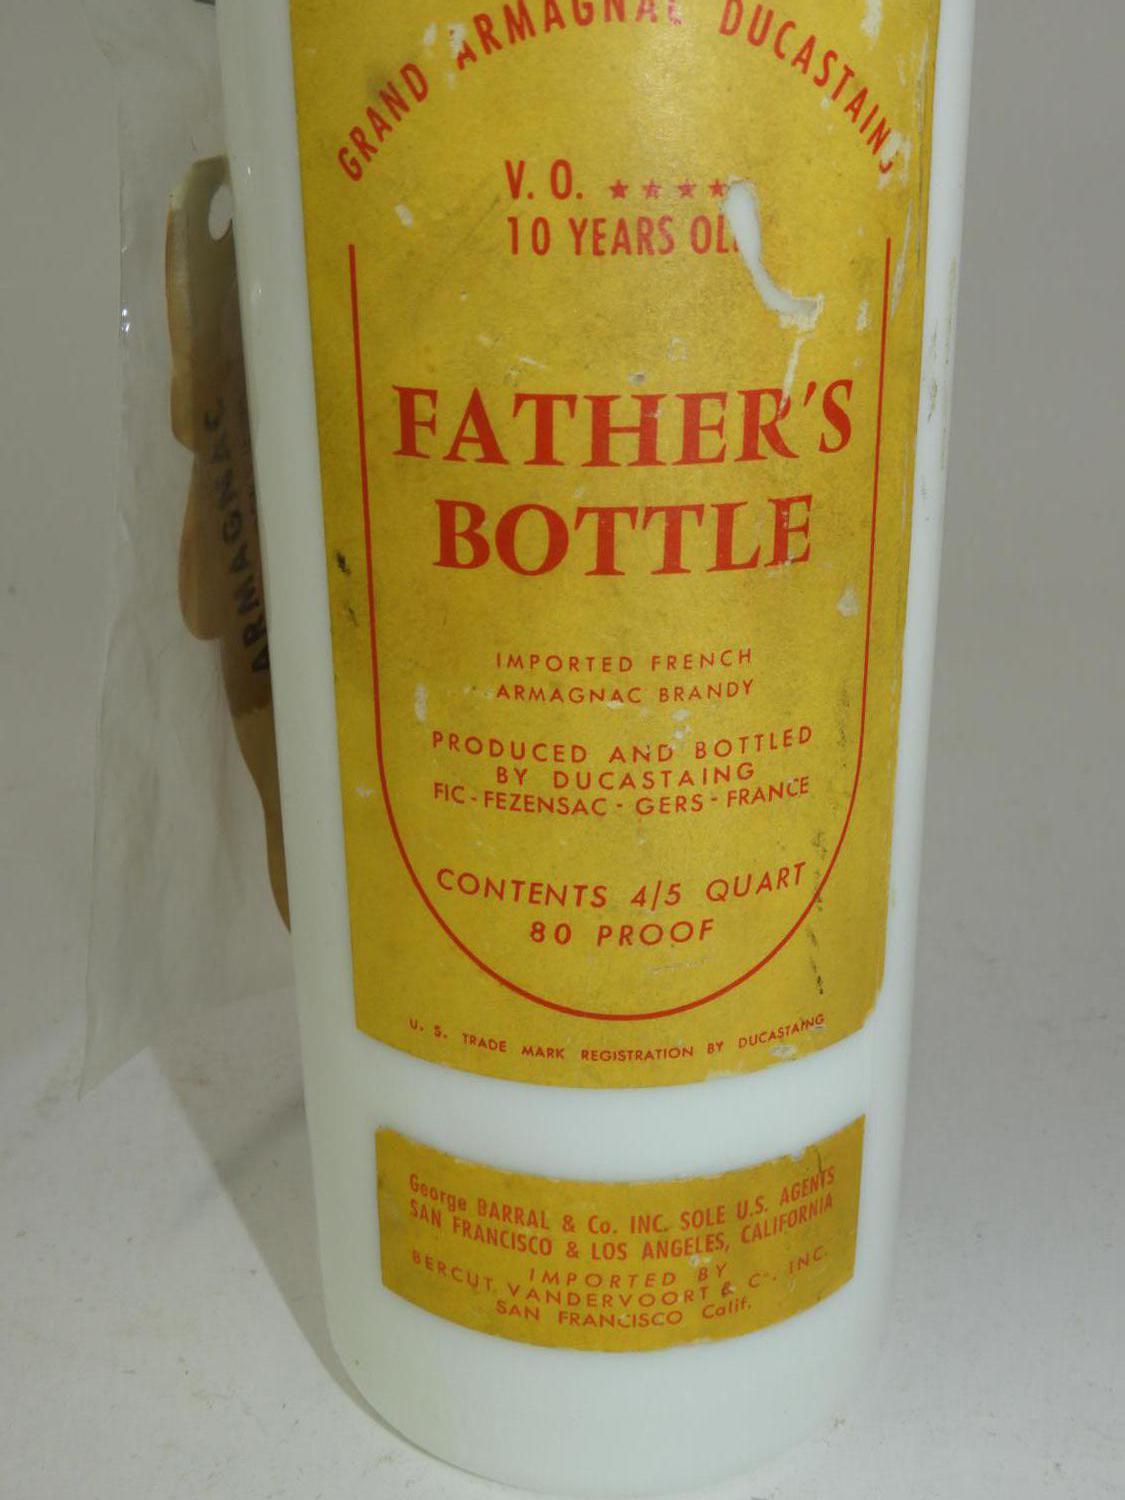 GRAND ARMAGNAC DUCASTAING
V. O. ★ ★ ★ ★
10 YEARS OL
FATHER'S
BOTTLE
IMPORTED FRENCH
ARMAGNAC BRANDY
PRODUCED AND BOTTLED
BY DUCASTAING
FIC - FEZENSAC - GERS - FRANCE
CONTENTS 4/5 QUART
80 PROOF
U. S. TRADE MARK REGISTRATION BY DUCASTAING
George BARRAL & Co. INC. SOLE U.S. AGENTS
SAN FRANCISCO & LOS ANGELES, CALIFORNIA
IMPORTED BY
BERCUT VANDERVOORT & Cº. INC.
SAN FRANCISCO Calif.
ARMAGNAC